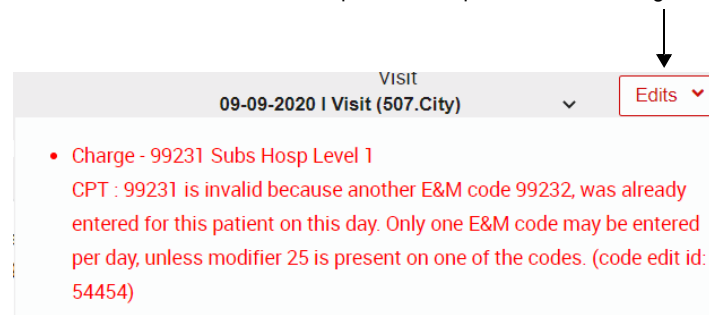 Visit
09-09-2020 I Visit (507.City)
Edits
Charge - 99231 Subs Hosp Level 1
CPT : 99231 is invalid because another E&M code 99232, was already
entered for this patient on this day. Only one E&M code may be entered
per day, unless modifier 25 is present on one of the codes. (code edit id:
54454)